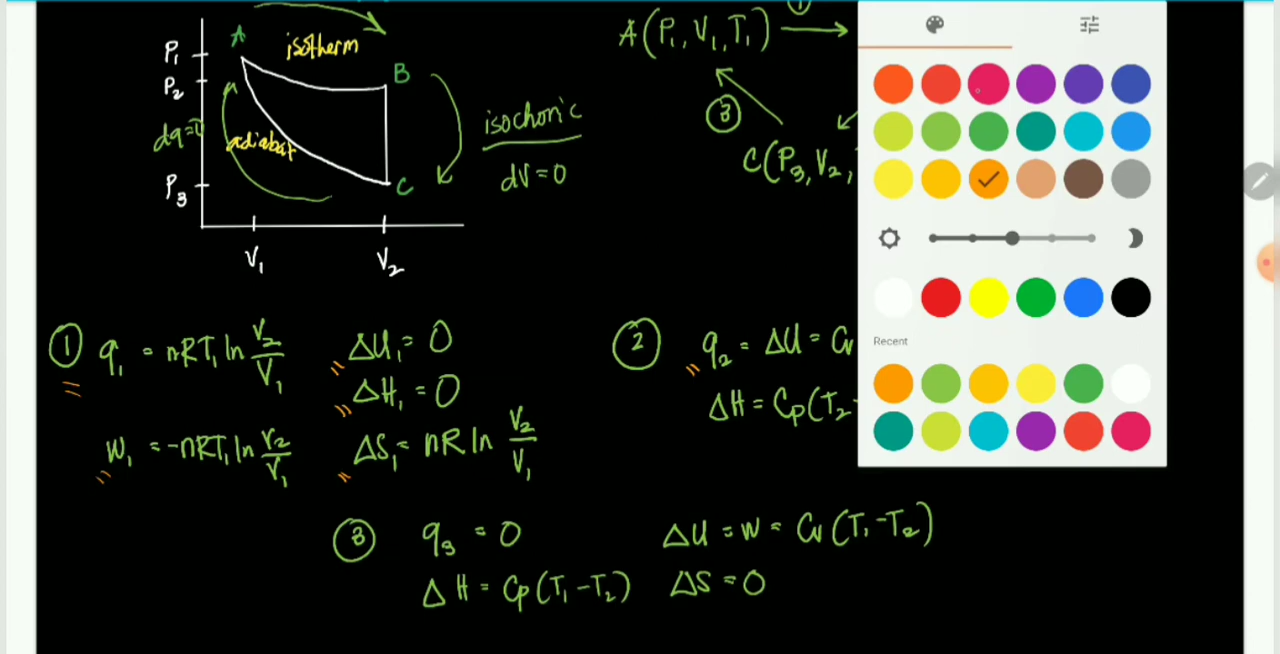 A isotherm
P₁
P₂
B
dq=0
adiabat
isochoric
dV=0
P₃
C
V₁ V₂
A(P₁,V₁,T₁) ①
③
C(P₃,V₂,
① q₁ = nRT₁ ln V₂/V₁ ΔU₁ = 0
ΔH₁ = 0
W₁ = -nRT₁ ln V₂/V₁ ΔS₁ = nR ln V₂/V₁
② q₂ = ΔU = Cv
ΔH = Cp(T₂-
③ q₃ = 0 ΔU = W = Cv(T₁-T₂)
ΔH = Cp(T₁-T₂) ΔS = 0
Recent